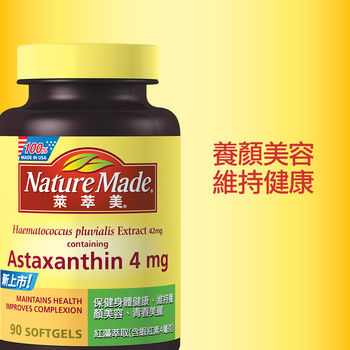 100%
MADE IN USA
Nature Made®
萊萃美®
Haematococcus pluvialis Extract 42mg
containing
Astaxanthin 4 mg
新上市!
MAINTAINS HEALTH
IMPROVES COMPLEXION
90 SOFTGELS
保健身體健康、維持養
顏美容、青春美麗
紅藻萃取(含蝦紅素4毫克)
養顏美容
維持健康